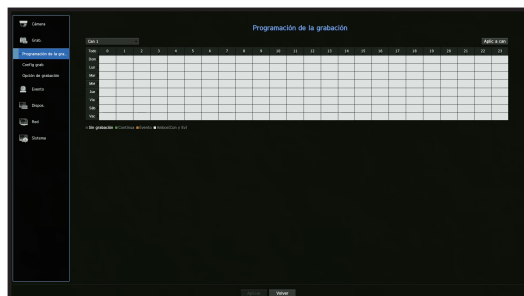 Cámara
Programación de la grabación
Grab.
Can 1
Aplic a can
Programación de la gra..
Todo 0 1 2 3 4 5 6 7 8 9 10 11 12 13 14 15 16 17 18 19 20 21 22 23
Config grab
Dom
Lun
Opción de grabación
Mar
Mie
Evento
Jue
Vie
Dispos.
Sáb
Vac
Red
Sin grabación Continua Evento
Sistema
Aplicar Volver